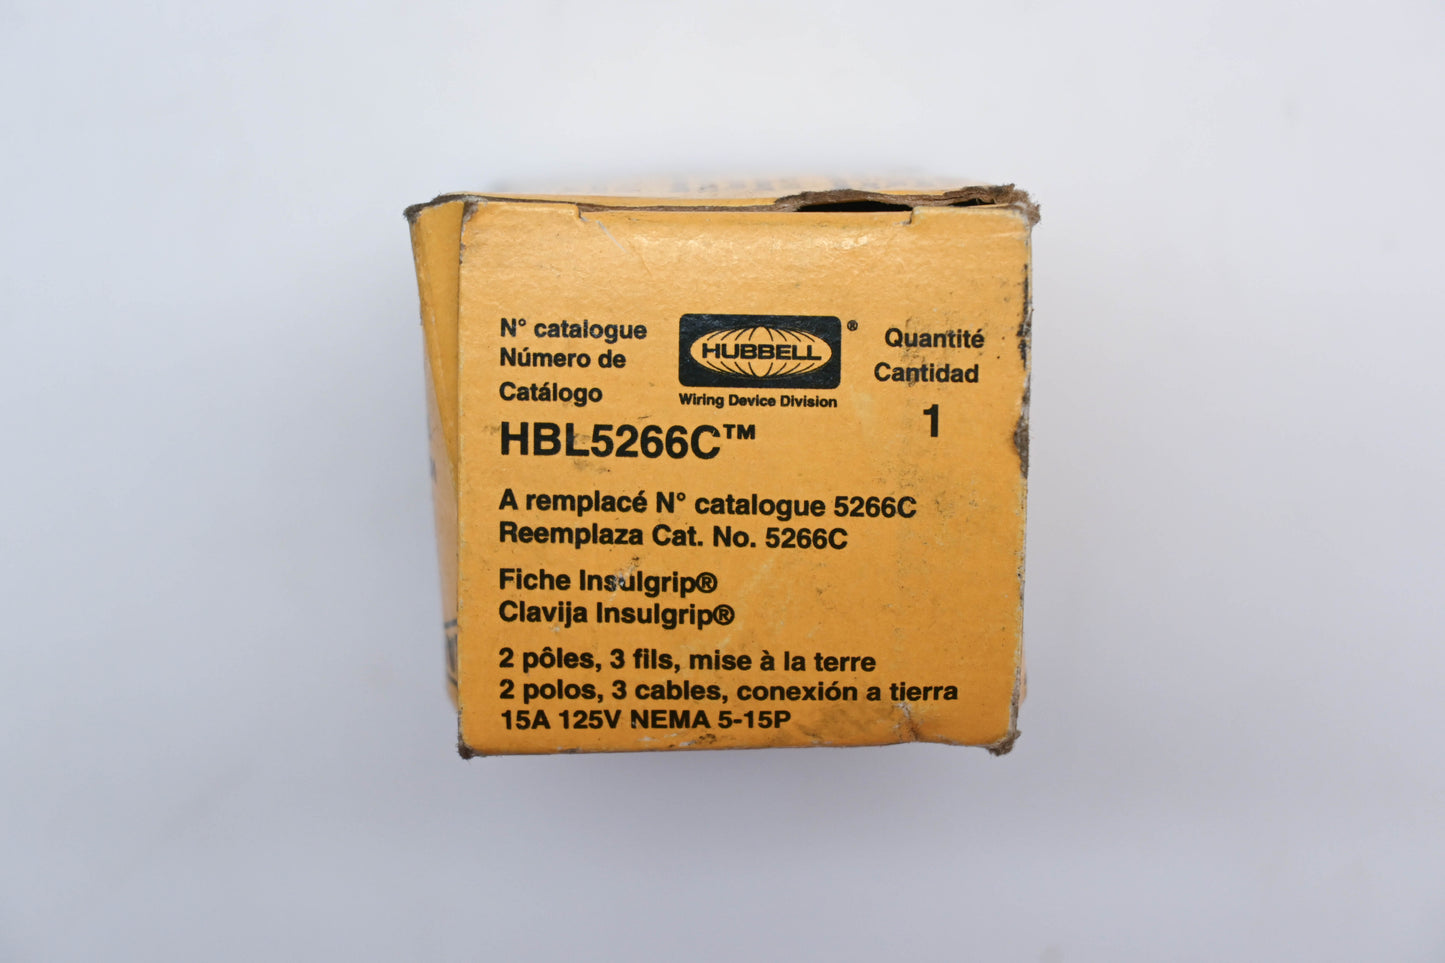 N° catalogue
Número de
Catálogo
HBL5266C™
HUBBELL ®
Wiring Device Division
Quantité
Cantidad
1
A remplacé N° catalogue 5266C
Reemplaza Cat. No. 5266C
Fiche Insulgrip®
Clavija Insulgrip®
2 pôles, 3 fils, mise à la terre
2 polos, 3 cables, conexión a tierra
15A 125V NEMA 5-15P